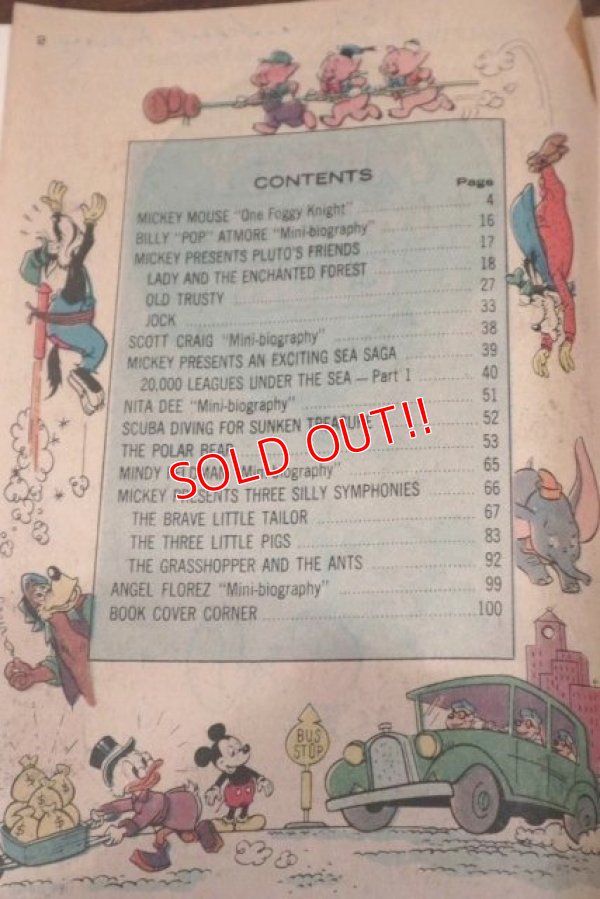 2
CONTENTS
Page
MICKEY MOUSE "One Foggy Knight" 4
BILLY "POP" ATMORE "Mini-biography" 16
MICKEY PRESENTS PLUTO'S FRIENDS 17
LADY AND THE ENCHANTED FOREST 18
OLD TRUSTY 27
JOCK 33
SCOTT CRAIG "Mini-biography" 38
MICKEY PRESENTS AN EXCITING SEA SAGA 39
20,000 LEAGUES UNDER THE SEA — Part 1 40
NITA DEE "Mini-biography" 51
SCUBA DIVING FOR SUNKEN TREASURE 52
THE POLAR BEAR 53
MINDY "Mini-biography" 65
MICKEY PRESENTS THREE SILLY SYMPHONIES 66
THE BRAVE LITTLE TAILOR 67
THE THREE LITTLE PIGS 83
THE GRASSHOPPER AND THE ANTS 92
ANGEL FLOREZ "Mini-biography" 99
BOOK COVER CORNER 100
SOLD OUT!!
BUS
STOP
$ $ $ $